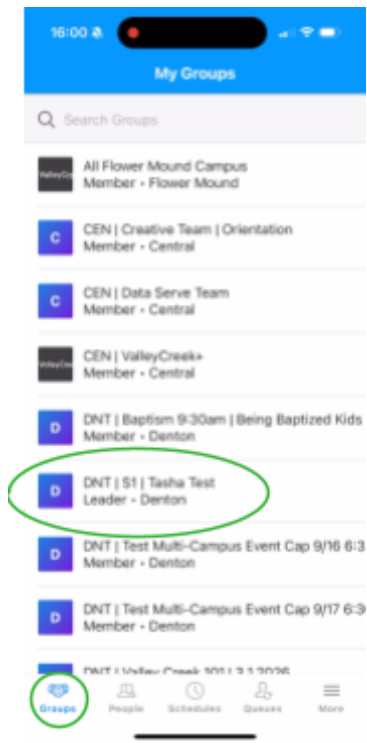 16:00
My Groups
Search Groups
All Flower Mound Campus
Member • Flower Mound
C
CEN | Creative Team | Orientation
Member • Central
C
CEN | Data Serve Team
Member • Central
CEN | ValleyCreek+
Member • Central
D
DNT | Baptism 9:30am | Being Baptized Kids
Member • Denton
D
DNT | S1 | Tasha Test
Leader • Denton
D
DNT | Test Multi-Campus Event Cap 9/16 6:3
Member • Denton
D
DNT | Test Multi-Campus Event Cap 9/17 6:3
Member • Denton
DNT | Valley Creek 101 | 3.1.2026
Groups People Schedules Queues More